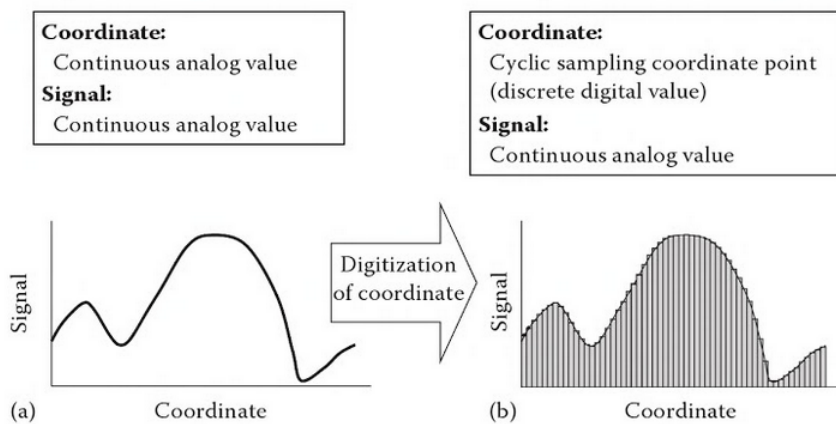 Coordinate:
Continuous analog value
Signal:
Continuous analog value
Coordinate:
Cyclic sampling coordinate point
(discrete digital value)
Signal:
Continuous analog value
Signal
Digitization
of coordinate
Signal
(a)
Coordinate
(b)
Coordinate